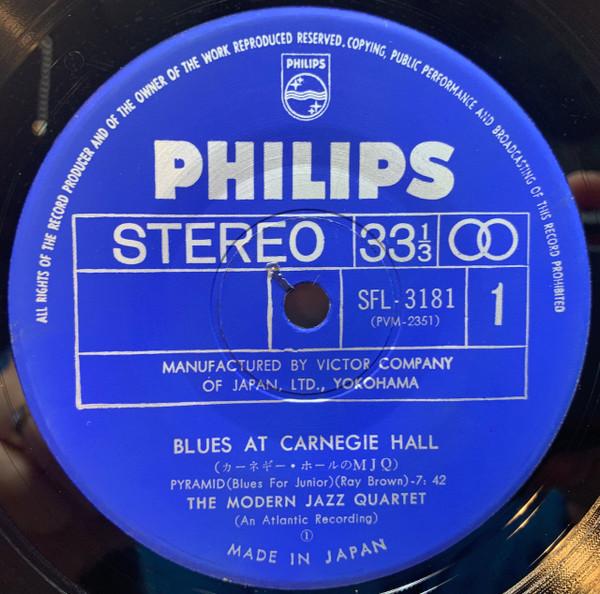 ALL RIGHTS OF THE RECORD PRODUCER AND OF THE OWNER OF THE WORK REPRODUCED RESERVED. COPYING, PUBLIC PERFORMANCE AND BROADCASTING OF THIS RECORD PROHIBITED
PHILIPS
PHILIPS
STEREO 33⅓
SFL-3181 1
(PVM-2351)
MANUFACTURED BY VICTOR COMPANY
OF JAPAN, LTD., YOKOHAMA
BLUES AT CARNEGIE HALL
(カーネギー・ホールのMJQ)
PYRAMID(Blues For Junior)(Ray Brown)-7: 42
THE MODERN JAZZ QUARTET
(An Atlantic Recording)
①
MADE IN JAPAN